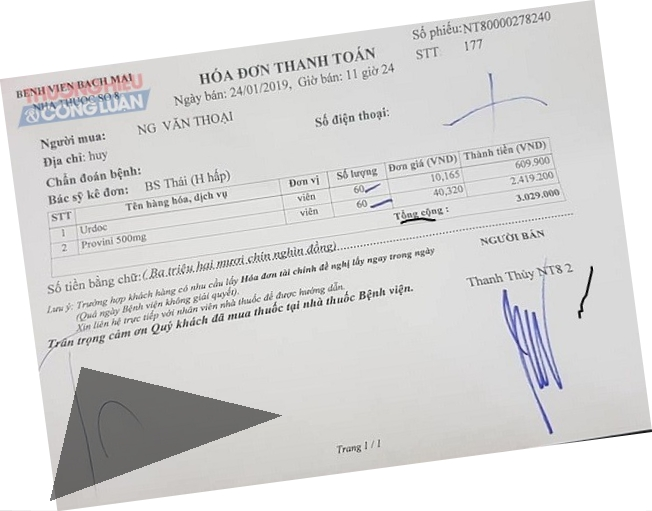 Số phiếu: NT80000278240
STT 177
BỆNH VIỆN BẠCH MAI
NHÀ THUỐC SỐ 8
THƯƠNG HIỆU
& CÔNG LUẬN
HÓA ĐƠN THANH TOÁN
Ngày bán: 24/01/2019, Giờ bán: 11 giờ 24
Người mua: NG VĂN THOẠI
Số điện thoại:
Địa chỉ: huy
Chẩn đoán bệnh:
Bác sỹ kê đơn: BS Thái (H hấp)
STT Tên hàng hóa, dịch vụ Đơn vị Số lượng Đơn giá (VND) Thành tiền (VND)
1 Urdoc viên 60 10,165 609.900
2 Provini 500mg viên 60 40,320 2.419.200
Tổng cộng : 3.029.000
Số tiền bằng chữ: ( Ba triệu hai mươi chín nghìn đồng)
Lưu ý: Trường hợp khách hàng có nhu cầu lấy Hóa đơn tài chính đề nghị lấy ngay trong ngày
(Quá ngày Bệnh viện không giải quyết).
Xin liên hệ trực tiếp với nhân viên nhà thuốc để được hướng dẫn.
Trân trọng cảm ơn Quý khách đã mua thuốc tại nhà thuốc Bệnh viện.
NGƯỜI BÁN
Thanh Thủy NT8 2
Trang 1 / 1